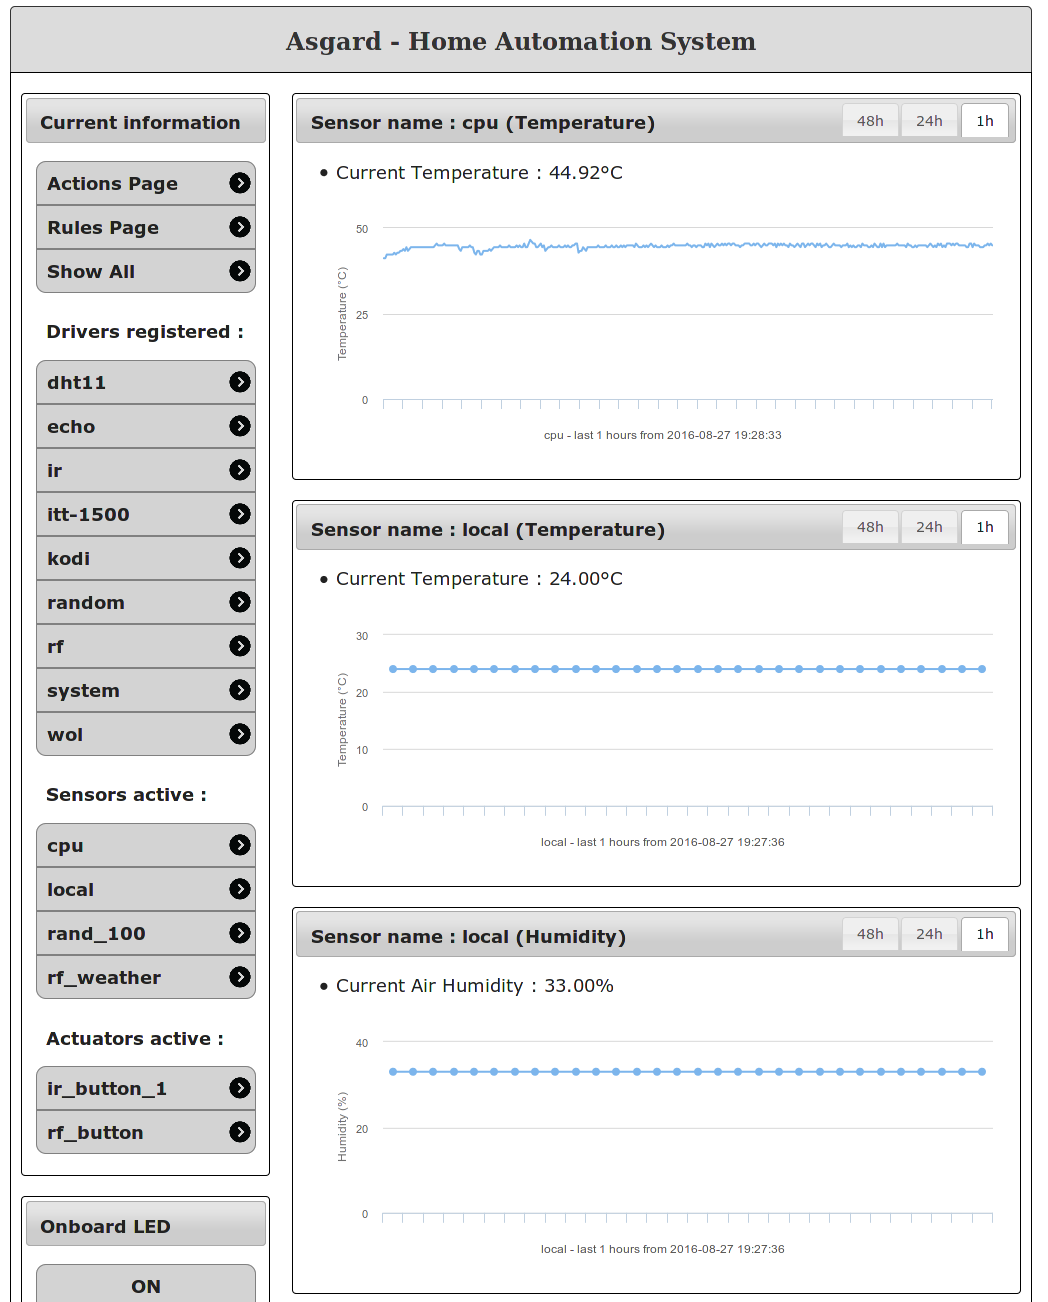 Asgard - Home Automation System
Current information
Actions Page
Rules Page
Show All
Drivers registered :
dht11
echo
ir
itt-1500
kodi
random
rf
system
wol
Sensors active :
cpu
local
rand_100
rf_weather
Actuators active :
ir_button_1
rf_button
Onboard LED
ON
Sensor name : cpu (Temperature)
48h 24h 1h
• Current Temperature : 44.92°C
50
25
0
Temperature (°C)
cpu - last 1 hours from 2016-08-27 19:28:33
Sensor name : local (Temperature)
48h 24h 1h
• Current Temperature : 24.00°C
30
20
10
0
Temperature (°C)
local - last 1 hours from 2016-08-27 19:27:36
Sensor name : local (Humidity)
48h 24h 1h
• Current Air Humidity : 33.00%
40
20
0
Humidity (%)
local - last 1 hours from 2016-08-27 19:27:36